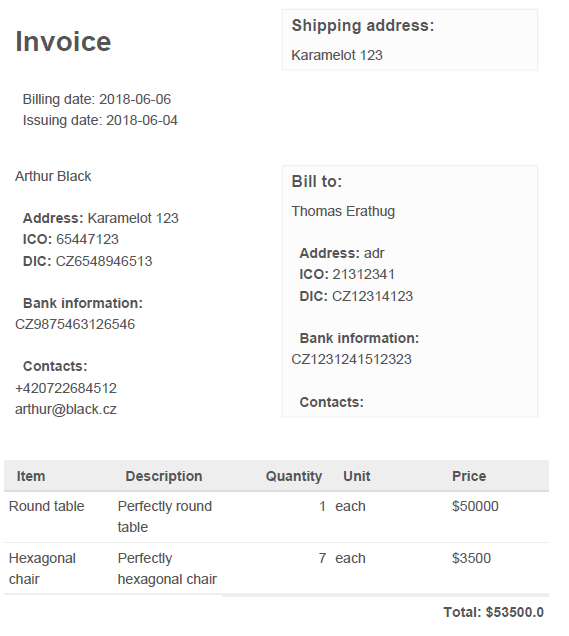 Invoice
Shipping address:
Karamelot 123
Billing date: 2018-06-06
Issuing date: 2018-06-04
Arthur Black
Address: Karamelot 123
ICO: 65447123
DIC: CZ6548946513
Bank information:
CZ9875463126546
Contacts:
+420722684512
arthur@black.cz
Bill to:
Thomas Erathug
Address: adr
ICO: 21312341
DIC: CZ12314123
Bank information:
CZ1231241512323
Contacts:
Item Description Quantity Unit Price
Round table Perfectly round 1 each $50000
table
Hexagonal Perfectly 7 each $3500
chair hexagonal chair
Total: $53500.0